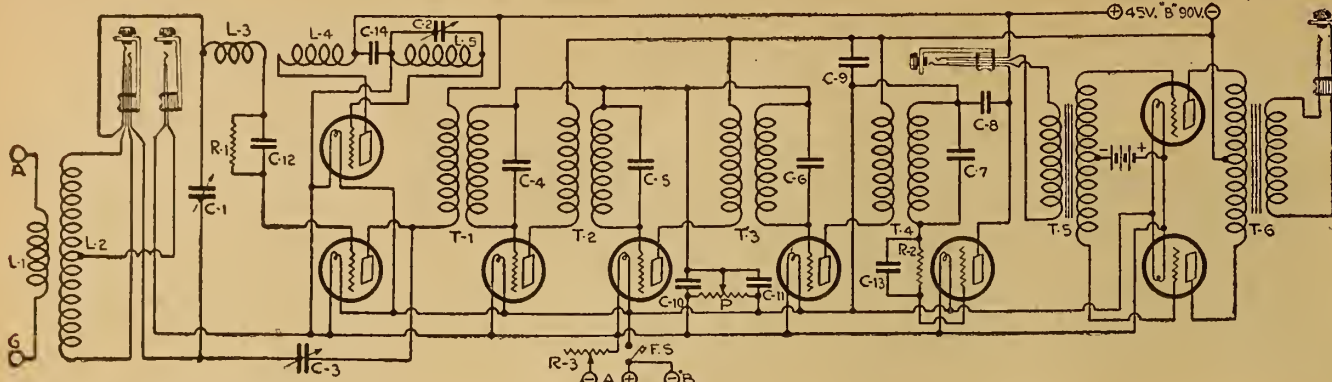 L-3
L-4
C-14
C-2
L-5
45V. "B" 90V.
C-9
C-8
R-1
C-12
C-4
C-5
C-6
C-7
A
C-1
L-2
L-1
T-1
T-2
T-3
T-4
T-5
T-6
R-2
C-10
P
C-11
C-13
G
C-3
R-3
F.S
A
"B"